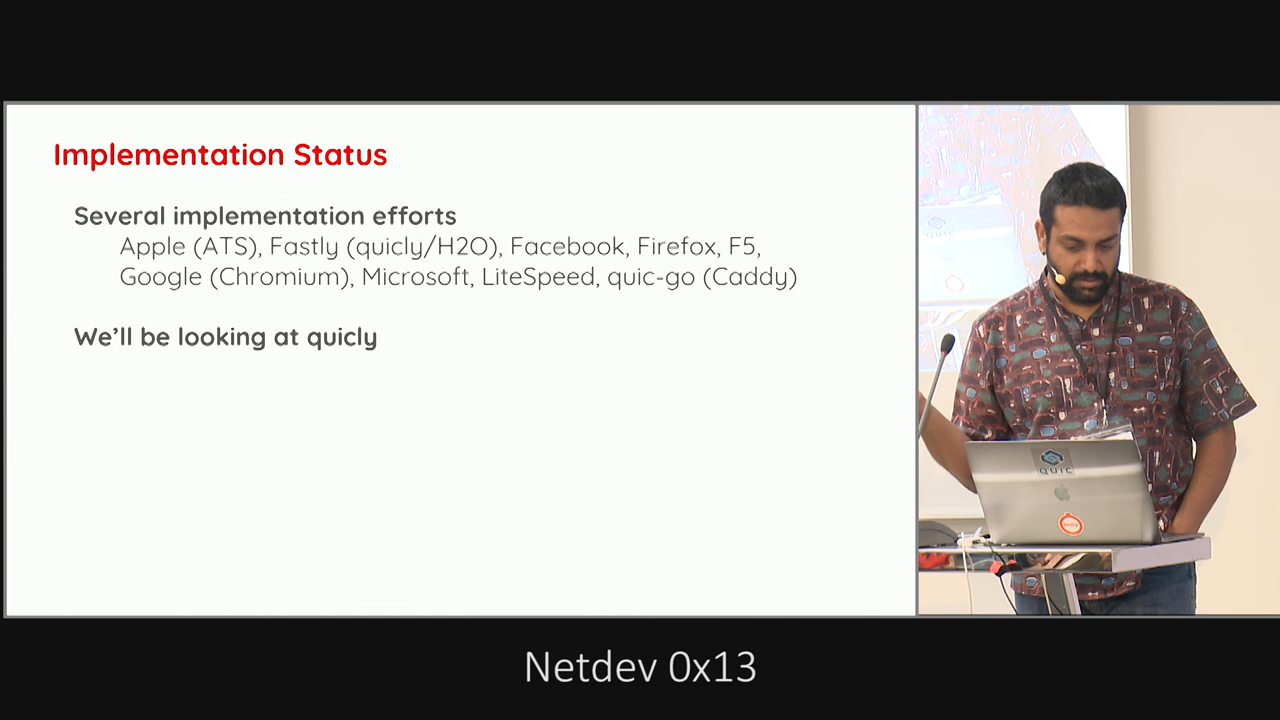 Implementation Status
Several implementation efforts
Apple (ATS), Fastly (quicly/H2O), Facebook, Firefox, F5,
Google (Chromium), Microsoft, LiteSpeed, quic-go (Caddy)
We'll be looking at quicly
QUIC
Netdev 0x13